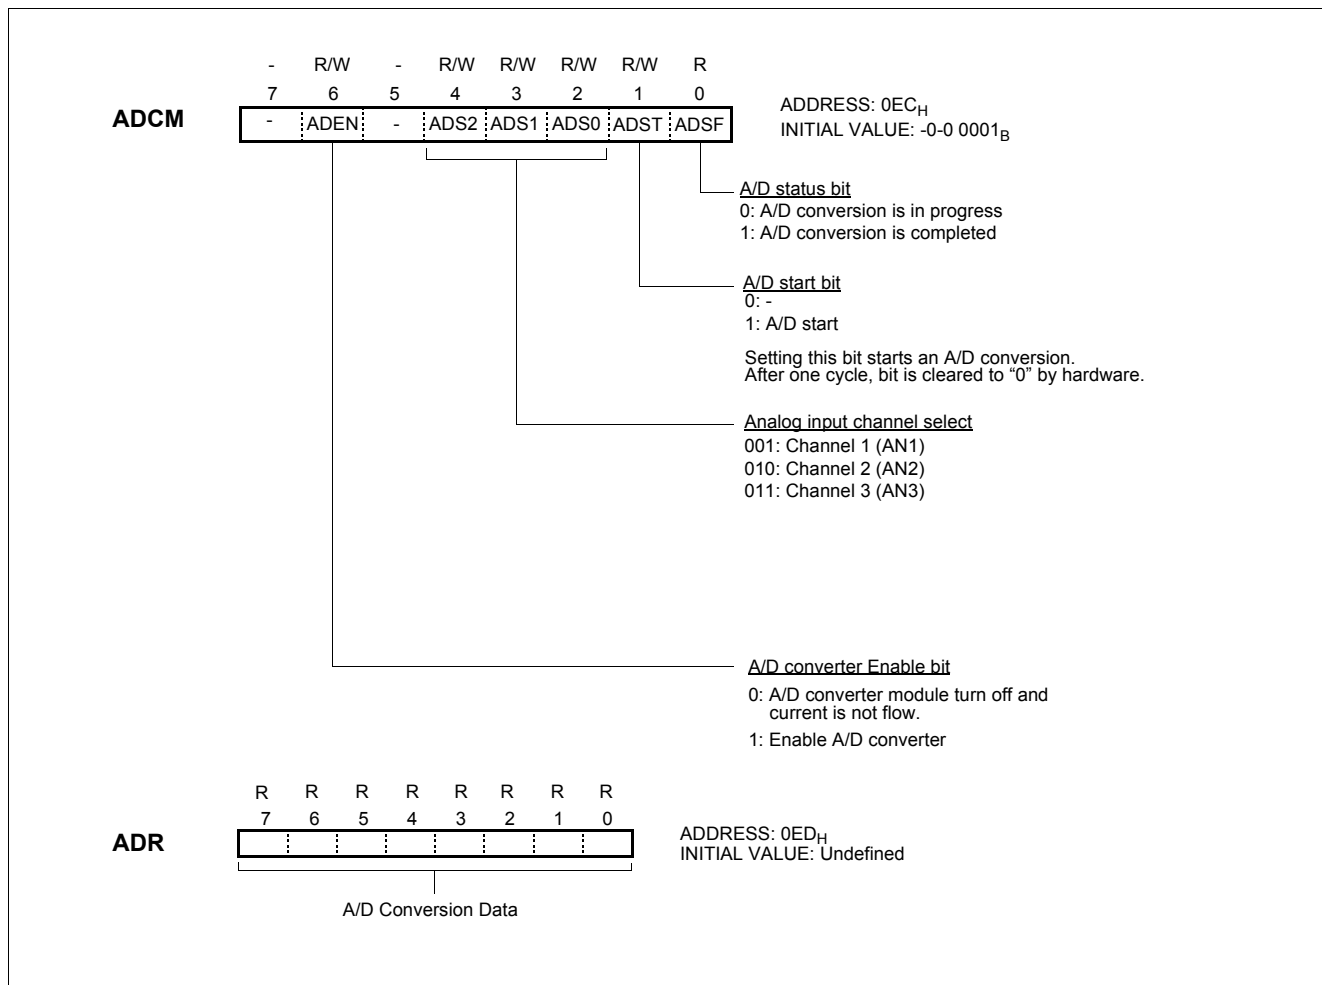 - R/W - R/W R/W R/W R/W R
7 6 5 4 3 2 1 0
ADCM - ADEN - ADS2 ADS1 ADS0 ADST ADSF
ADDRESS: 0ECH
INITIAL VALUE: -0-0 0001B
A/D status bit
0: A/D conversion is in progress
1: A/D conversion is completed
A/D start bit
0: -
1: A/D start
Setting this bit starts an A/D conversion.
After one cycle, bit is cleared to “0” by hardware.
Analog input channel select
001: Channel 1 (AN1)
010: Channel 2 (AN2)
011: Channel 3 (AN3)
A/D converter Enable bit
0: A/D converter module turn off and
current is not flow.
1: Enable A/D converter
R R R R R R R R
7 6 5 4 3 2 1 0
ADR
ADDRESS: 0EDH
INITIAL VALUE: Undefined
A/D Conversion Data